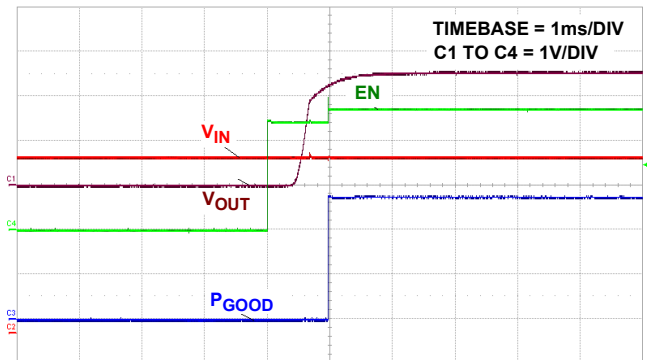 TIMEBASE = 1ms/DIV
C1 TO C4 = 1V/DIV
EN
VIN
C1
VOUT
C4
PGOOD
C3
C2